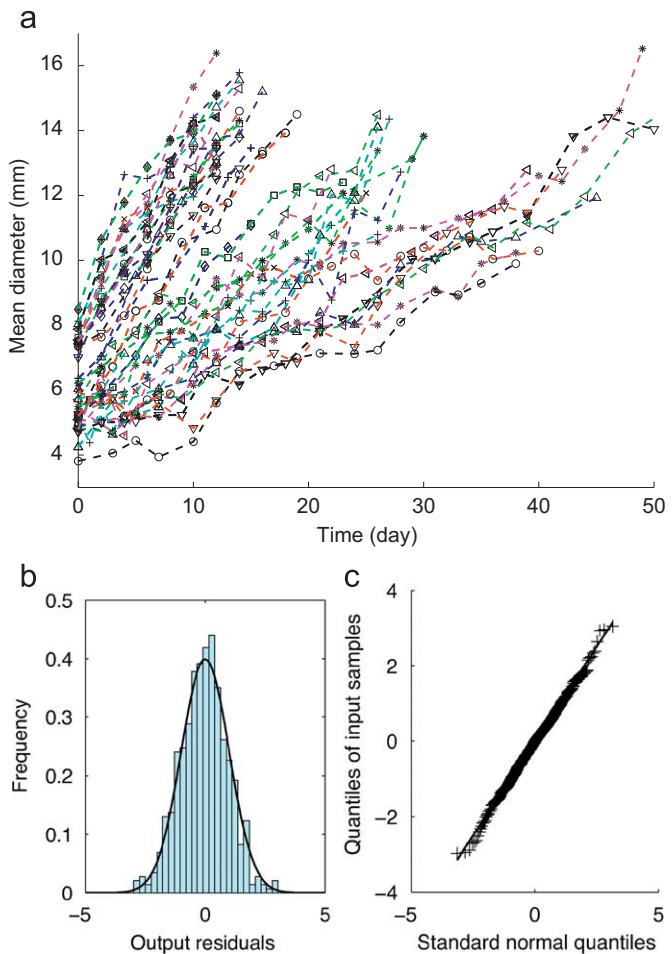 a
16
14
12
10
8
6
4
Mean diameter (mm)
0 10 20 30 40 50
Time (day)
b
0.5
0.4
0.3
0.2
0.1
0
Frequency
−5 0 5
Output residuals
c
4
2
0
−2
−4
Quantiles of input samples
−5 0 5
Standard normal quantiles